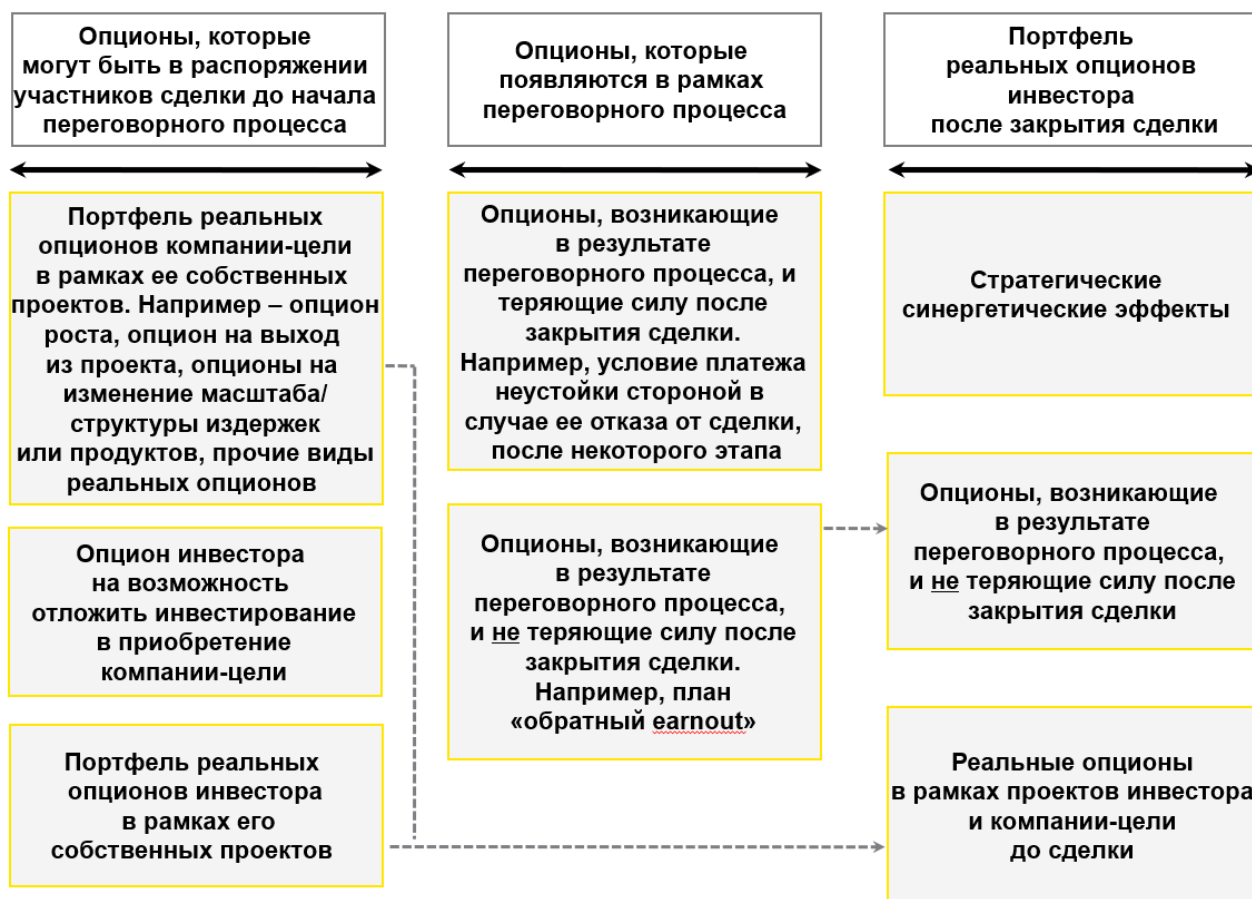 Опционы, которые
могут быть в распоряжении
участников сделки до начала
переговорного процесса
Опционы, которые
появляются в рамках
переговорного процесса
Портфель
реальных опционов
инвестора
после закрытия сделки
Портфель реальных
опционов компании-цели
в рамках ее собственных
проектов. Например – опцион
роста, опцион на выход
из проекта, опционы на
изменение масштаба/
структуры издержек
или продуктов, прочие виды
реальных опционов
Опцион инвестора
на возможность
отложить инвестирование
в приобретение
компании-цели
Портфель реальных
опционов инвестора
в рамках его
собственных проектов
Опционы, возникающие
в результате
переговорного процесса, и
теряющие силу после
закрытия сделки.
Например, условие платежа
неустойки стороной в
случае ее отказа от сделки,
после некоторого этапа
Опционы, возникающие
в результате
переговорного процесса,
и не теряющие силу после
закрытия сделки.
Например, план
«обратный earnout»
Стратегические
синергетические эффекты
Опционы, возникающие
в результате
переговорного процесса,
и не теряющие силу после
закрытия сделки
Реальные опционы
в рамках проектов инвестора
и компании-цели
до сделки